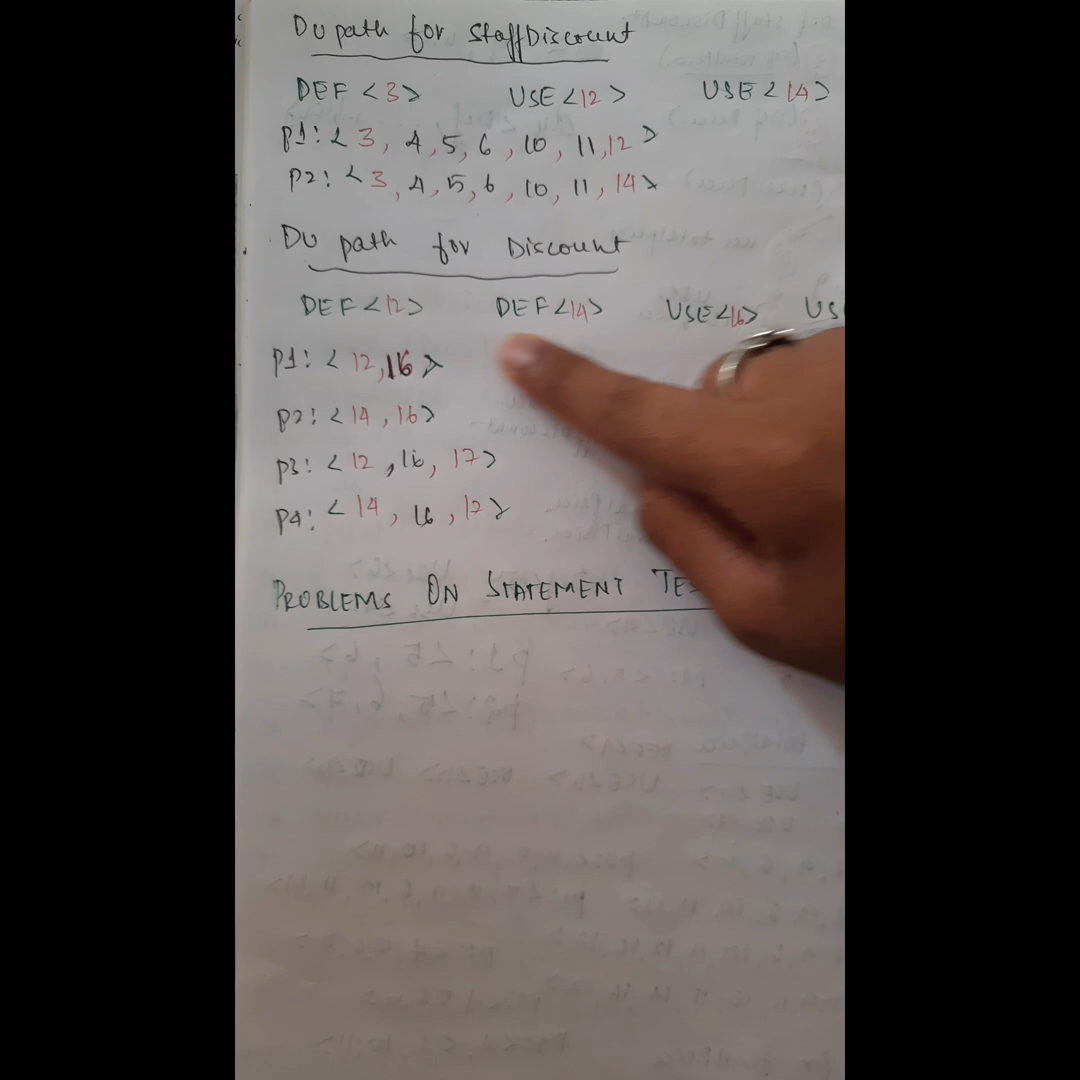 Du path for StaffDiscount
DEF <3> USE <12> USE <14>
p1: < 3, 4, 5, 6, 10, 11, 12 >
p2: < 3, 4, 5, 6, 10, 11, 14 >
Du path for Discount
DEF <12> DEF <14> USE <16> US
p1: < 12, 16 >
p2: < 14, 16 >
p3: < 12, 16, 17 >
p4: < 14, 16, 17 >
PROBLEMS ON STATEMENT TES